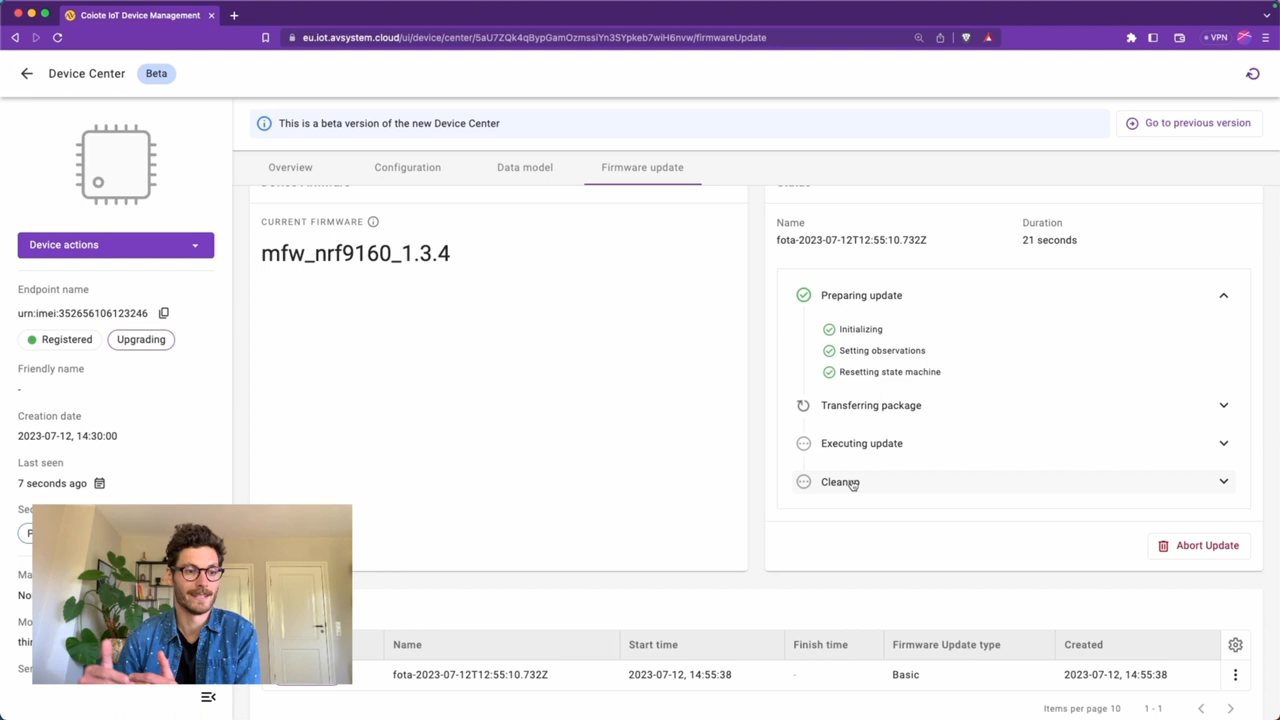 Coiote IoT Device Management
eu.iot.avsystem.cloud/ui/device/center/5aU7ZQk4qBypGamOzmssiYn3SYpkeb7wiH6nvw/firmwareUpdate
VPN
Device Center
Beta
This is a beta version of the new Device Center
Go to previous version
Overview
Configuration
Data model
Firmware update
Device actions
Endpoint name
urn:imei:352656106123246
Registered
Upgrading
Friendly name
-
Creation date
2023-07-12, 14:30:00
Last seen
7 seconds ago
CURRENT FIRMWARE
mfw_nrf9160_1.3.4
Name
Duration
fota-2023-07-12T12:55:10.732Z
21 seconds
Preparing update
Initializing
Setting observations
Resetting state machine
Transferring package
Executing update
Cleanup
Abort Update
Name
Start time
Finish time
Firmware Update type
Created
fota-2023-07-12T12:55:10.732Z
2023-07-12, 14:55:38
-
Basic
2023-07-12, 14:55:38
Items per page 10
1 - 1